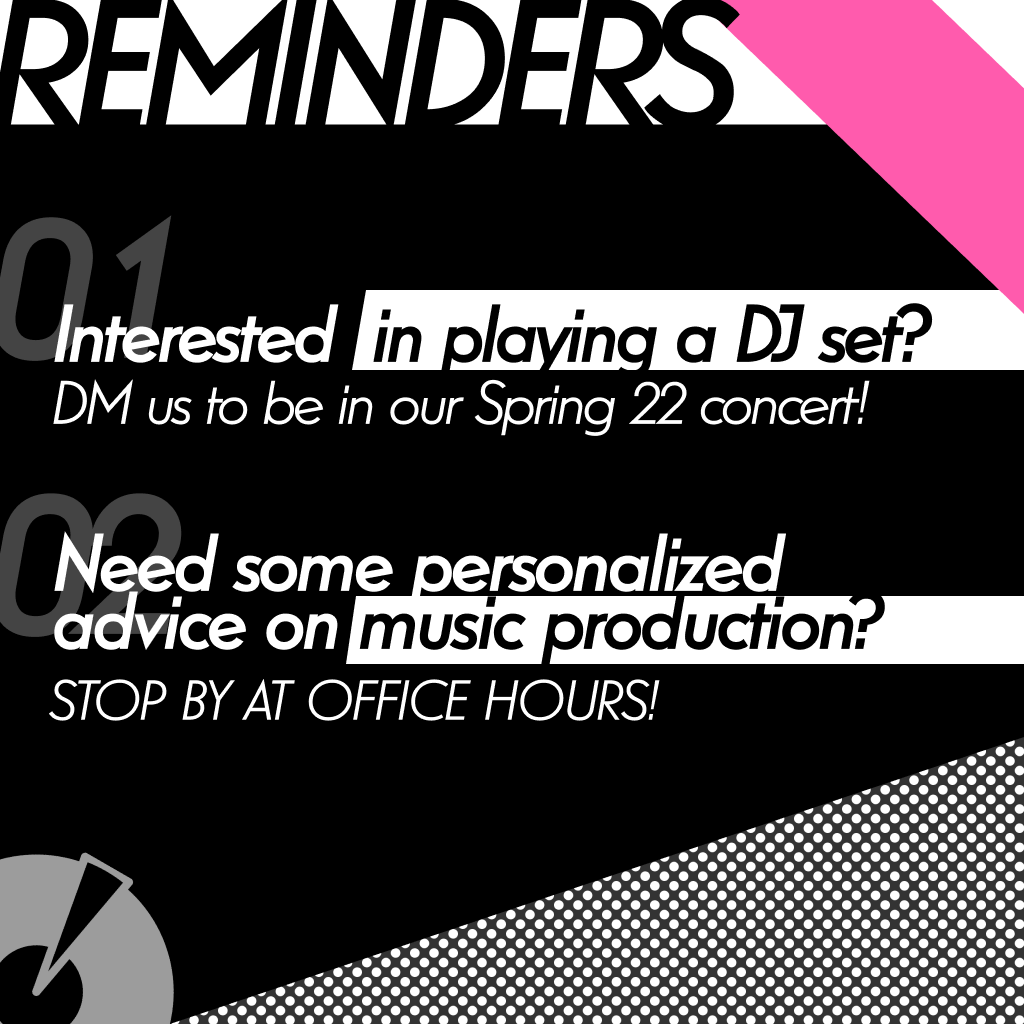 REMINDERS
01
Interested in playing a DJ set?
DM us to be in our Spring 22 concert!
02
Need some personalized
advice on music production?
STOP BY AT OFFICE HOURS!